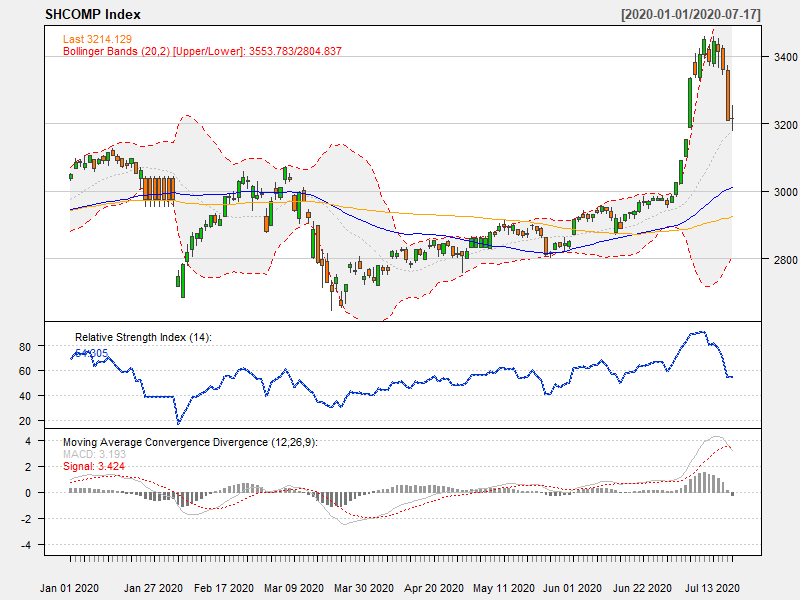 SHCOMP Index [2020-01-01/2020-07-17]
Last 3214.129
Bollinger Bands (20,2) [Upper/Lower]: 3553.783/2804.837
3400
3200
3000
2800
Relative Strength Index (14):
54.305
80
60
40
20
Moving Average Convergence Divergence (12,26,9):
MACD: 3.193
Signal: 3.424
4
2
0
-2
-4
Jan 01 2020 Jan 27 2020 Feb 17 2020 Mar 09 2020 Mar 30 2020 Apr 20 2020 May 11 2020 Jun 01 2020 Jun 22 2020 Jul 13 2020